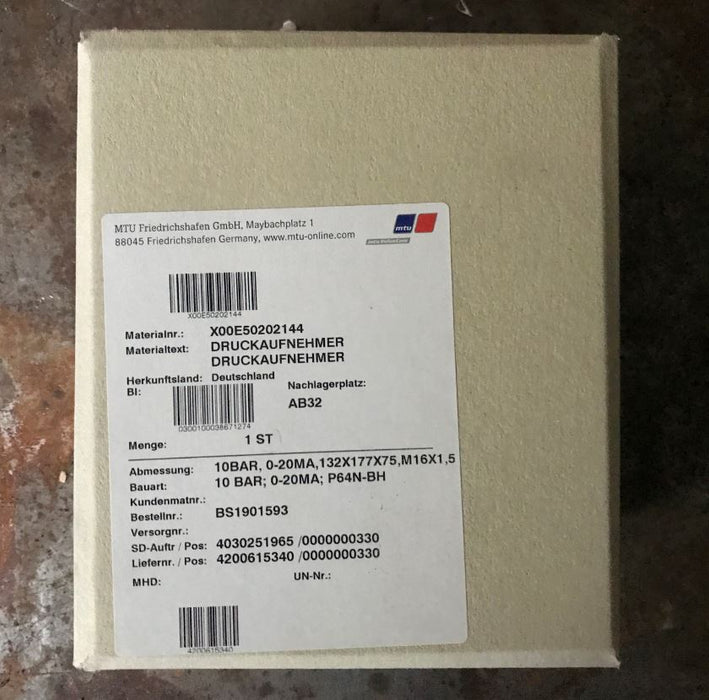 MTU Friedrichshafen GmbH, Maybachplatz 1
88045 Friedrichshafen Germany, www.mtu-online.com
mtu
X00E50202144
Materialnr.: X00E50202144
Materialtext: DRUCKAUFNEHMER
DRUCKAUFNEHMER
Herkunftsland: Deutschland
BI:
Nachlagerplatz:
AB32
0300100038671274
Menge: 1 ST
Abmessung: 10BAR, 0-20MA,132X177X75,M16X1,5
Bauart: 10 BAR; 0-20MA; P64N-BH
Kundenmatnr.:
Bestellnr.: BS1901593
Versorgnr.:
SD-Auftr / Pos: 4030251965 /0000000330
Liefernr. / Pos: 4200615340 /0000000330
MHD:
UN-Nr.:
4200615340